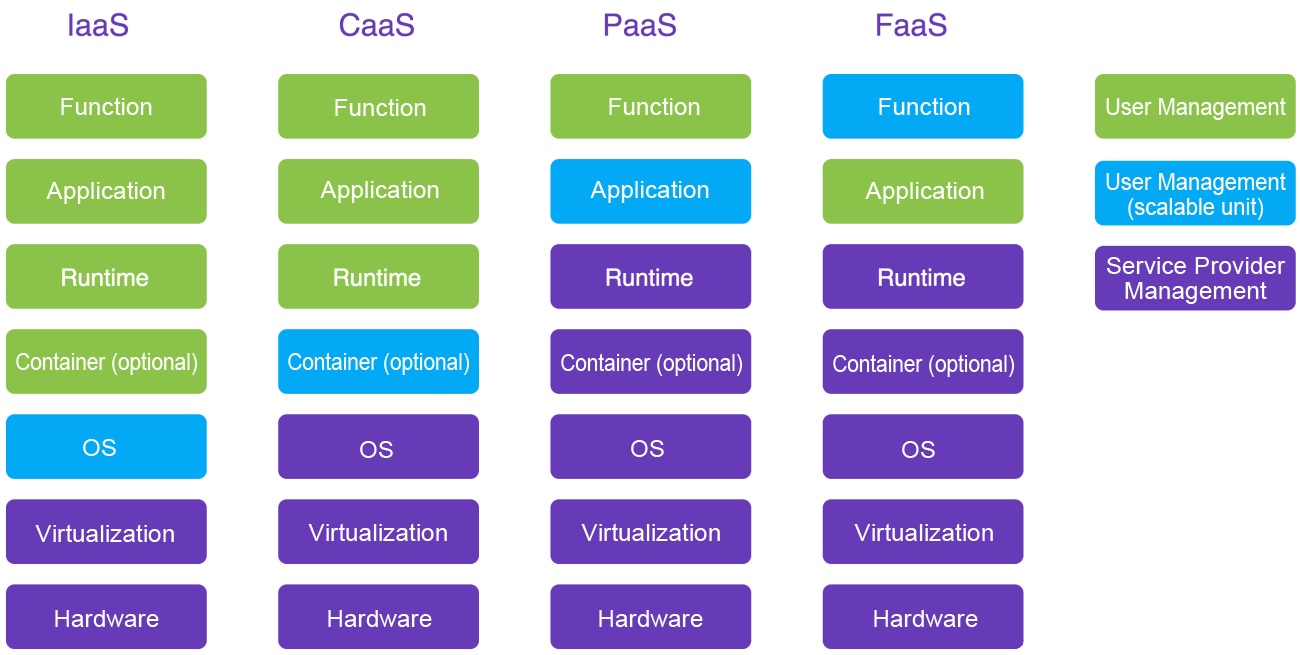 IaaS CaaS PaaS FaaS
Function Function Function Function User Management
Application Application Application Application User Management
(scalable unit)
Runtime Runtime Runtime Runtime Service Provider
Management
Container (optional) Container (optional) Container (optional) Container (optional)
OS OS OS OS
Virtualization Virtualization Virtualization Virtualization
Hardware Hardware Hardware Hardware